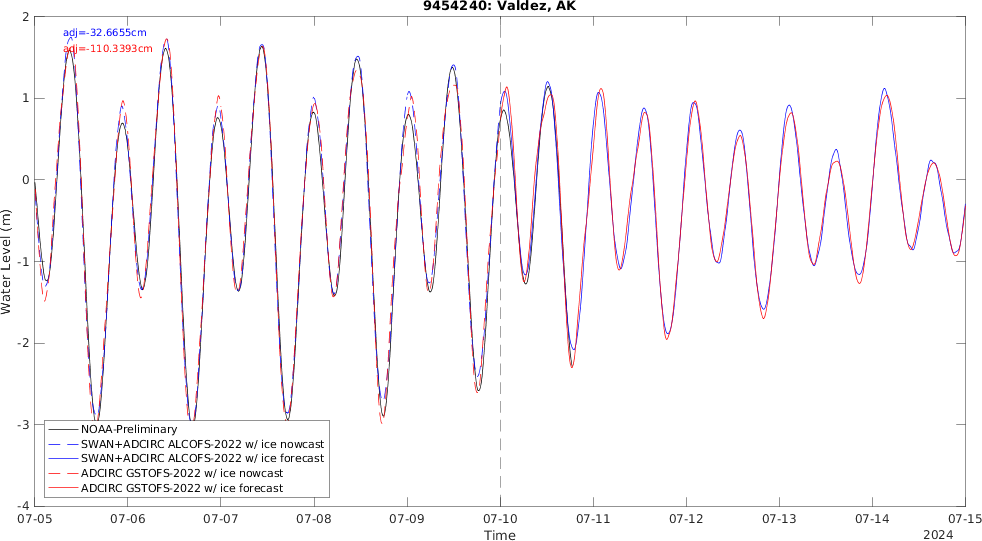 9454240: Valdez, AK
adj=-32.6655cm
adj=-110.3393cm
2
1
0
-1
-2
-3
-4
Water Level (m)
NOAA-Preliminary
SWAN+ADCIRC ALCOFS-2022 w/ ice nowcast
SWAN+ADCIRC ALCOFS-2022 w/ ice forecast
ADCIRC GSTOFS-2022 w/ ice nowcast
ADCIRC GSTOFS-2022 w/ ice forecast
07-05 07-06 07-07 07-08 07-09 07-10 07-11 07-12 07-13 07-14 07-15
Time
2024